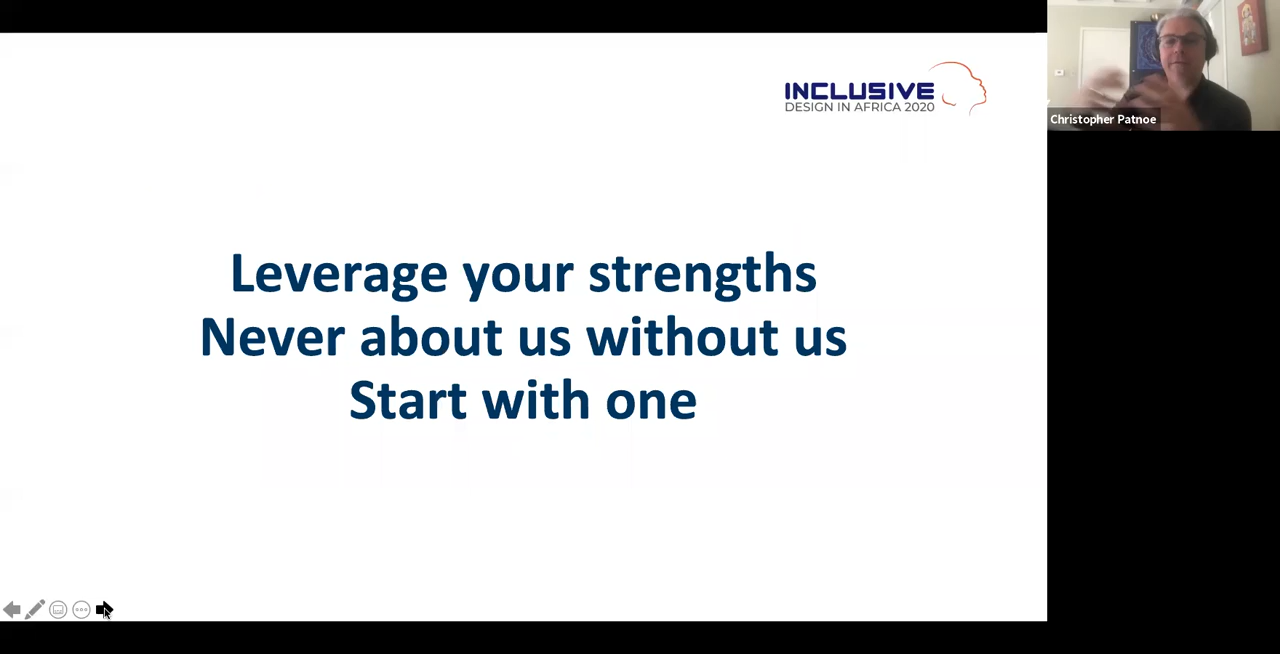 INCLUSIVE
DESIGN IN AFRICA 2020
Christopher Patnoe
Leverage your strengths
Never about us without us
Start with one